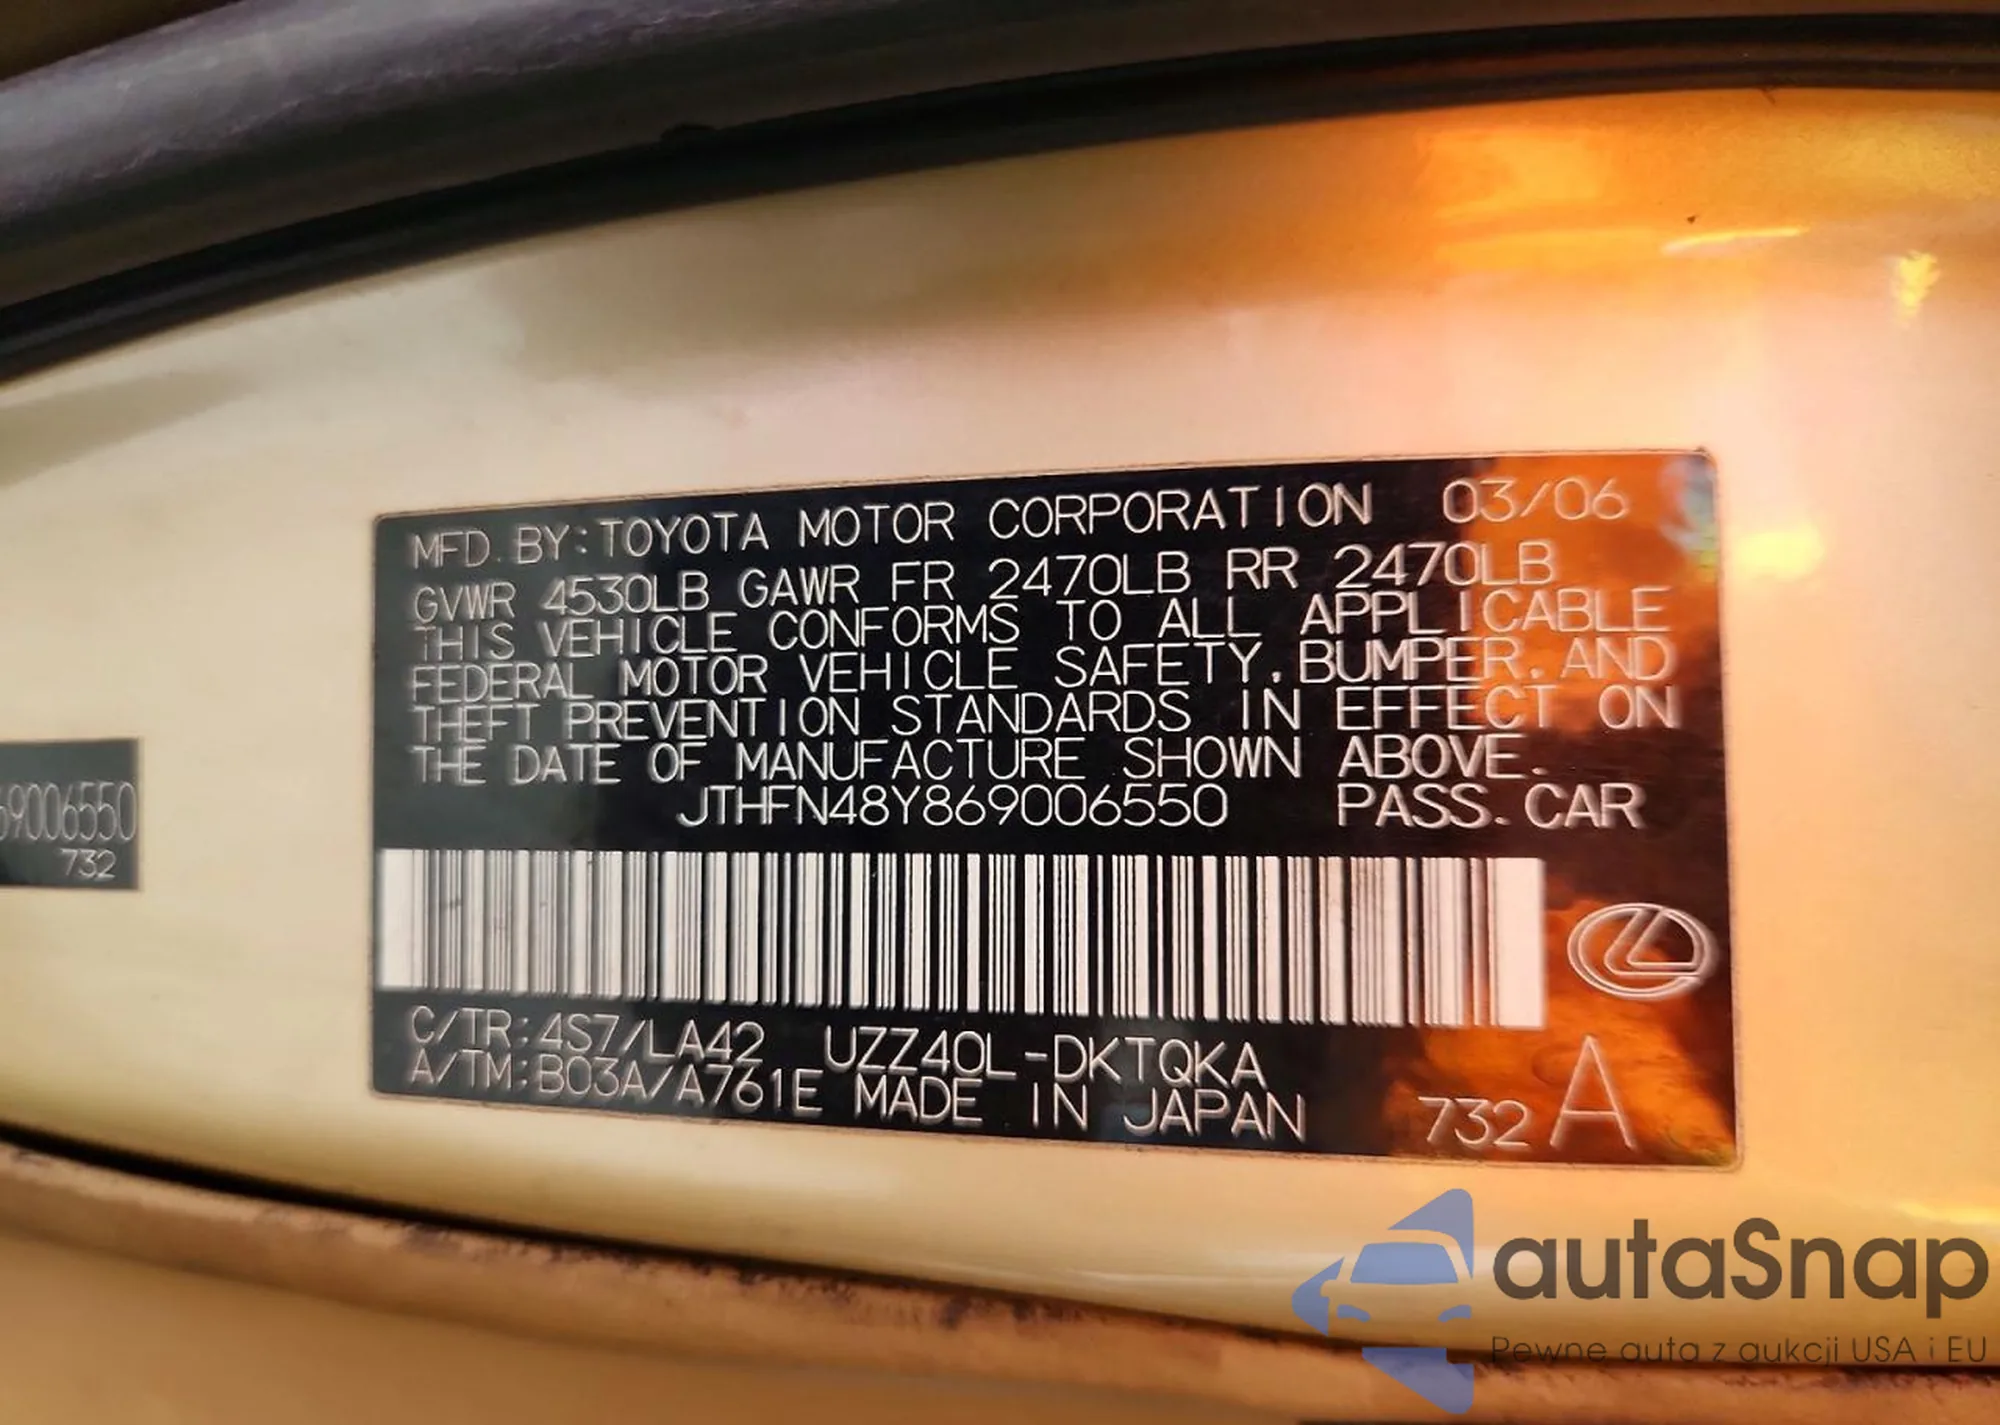 MFD. BY:TOYOTA MOTOR CORPORATION 03/06
GVWR 4530LB GAWR FR 2470LB RR 2470LB
THIS VEHICLE CONFORMS TO ALL APPLICABLE
FEDERAL MOTOR VEHICLE SAFETY, BUMPER, AND
THEFT PREVENTION STANDARDS IN EFFECT ON
THE DATE OF MANUFACTURE SHOWN ABOVE.
JTHFN48Y869006550 PASS. CAR
69006550
732
C/TR:4S7/LA42 UZZ40L-DKTQKA
A/TM:B03A/A761E MADE IN JAPAN 732 A
autaSnap
Pewne auta z aukcji USA i EU